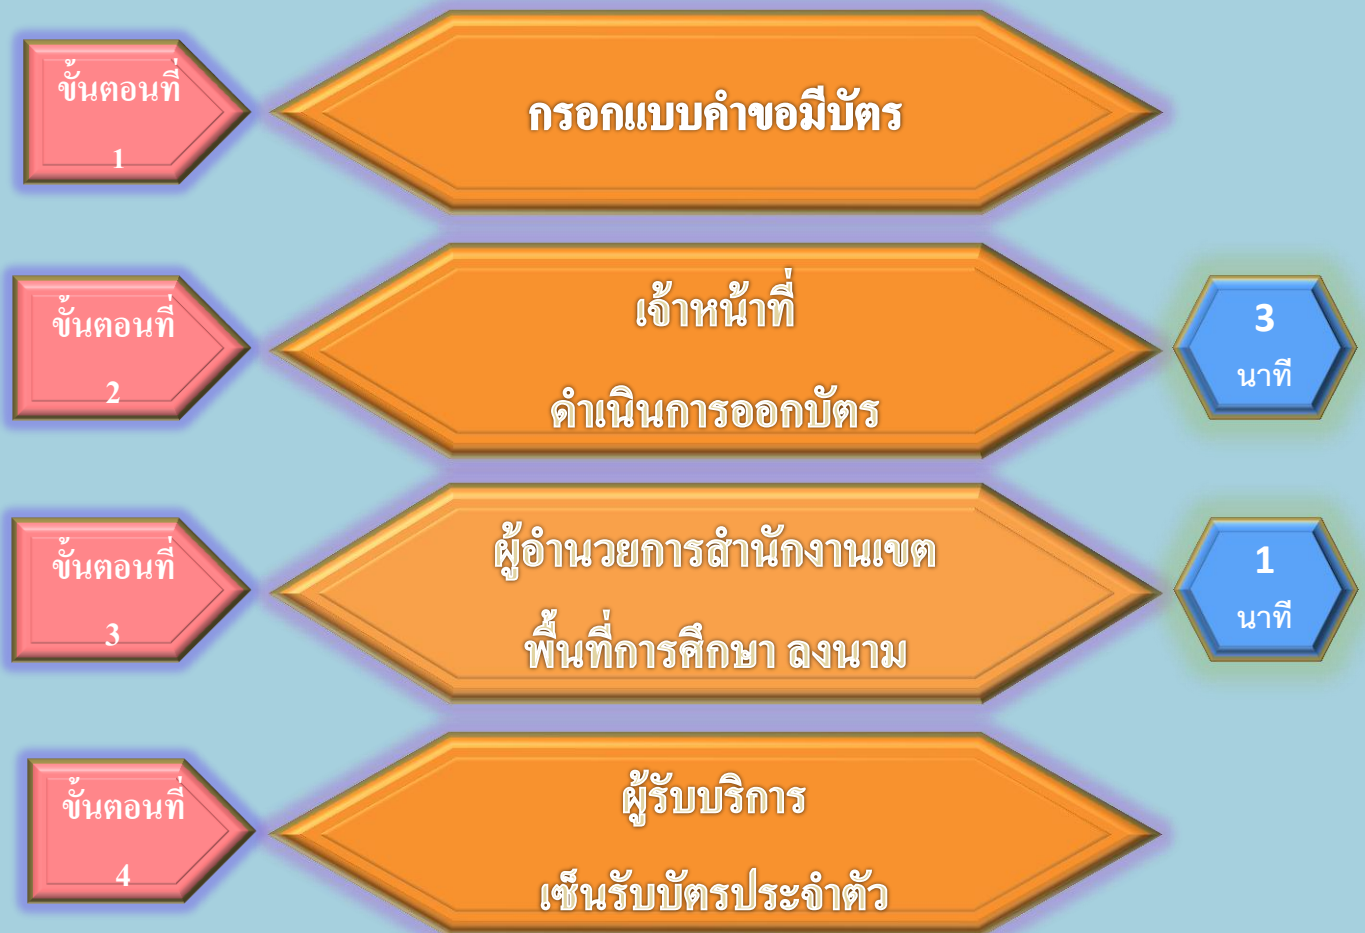 ขั้นตอนที่
1
กรอกแบบคำขอมีบัตร
ขั้นตอนที่
2
เจ้าหน้าที่
ดำเนินการออกบัตร
3
นาที
ขั้นตอนที่
3
ผู้อำนวยการสำนักงานเขต
พื้นที่การศึกษา ลงนาม
1
นาที
ขั้นตอนที่
4
ผู้รับบริการ
เซ็นรับบัตรประจำตัว